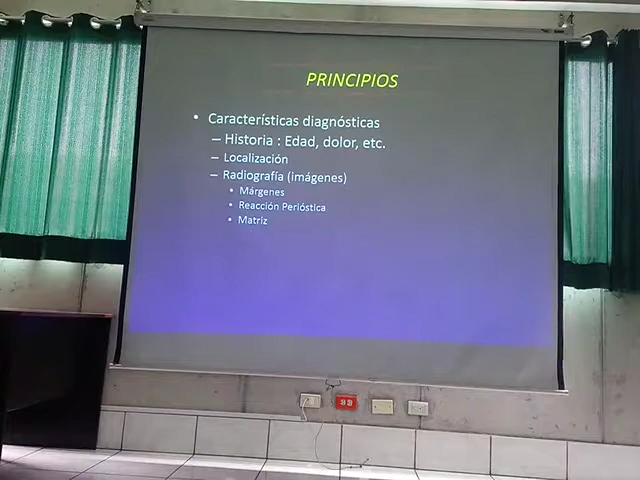 PRINCIPIOS
• Características diagnósticas
– Historia : Edad, dolor, etc.
– Localización
– Radiografía (imágenes)
• Márgenes
• Reacción Perióstica
• Matriz